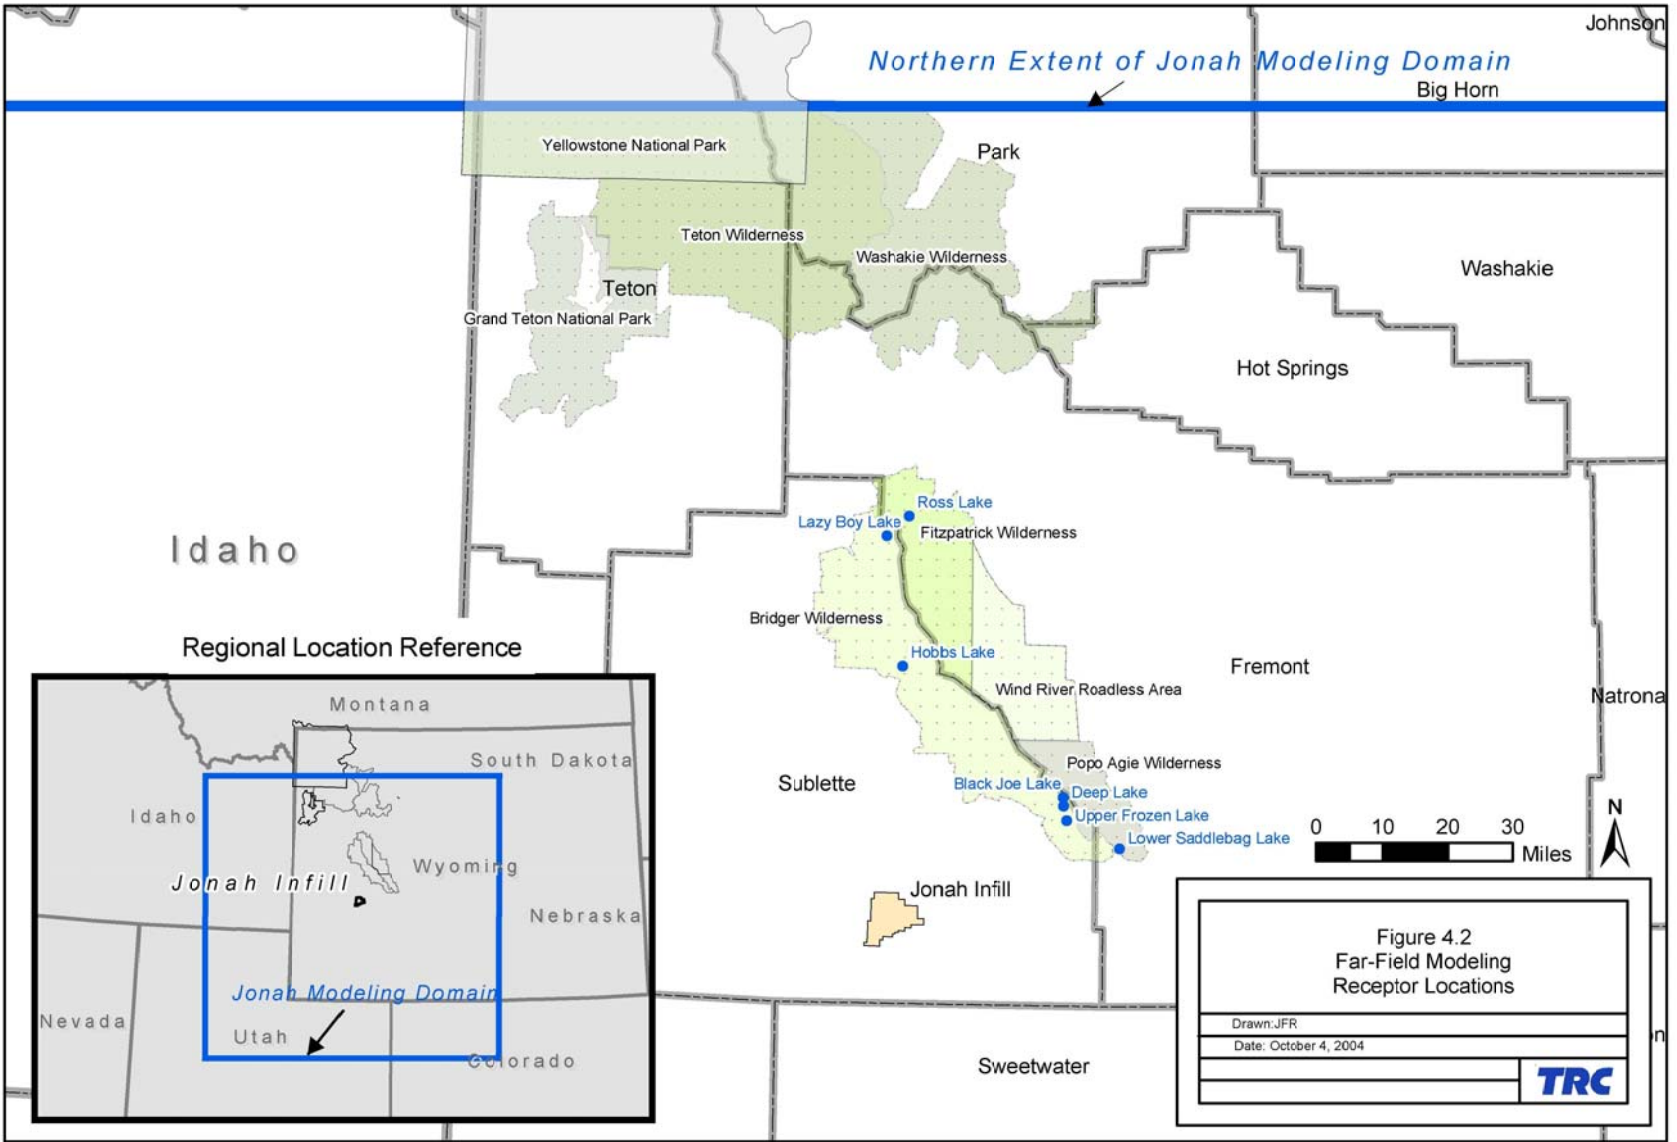 Johnson
Northern Extent of Jonah Modeling Domain
Big Horn
Yellowstone National Park
Park
Teton Wilderness
Washakie Wilderness
Washakie
Teton
Grand Teton National Park
Hot Springs
Ross Lake
Lazy Boy Lake
Fitzpatrick Wilderness
Idaho
Bridger Wilderness
Hobbs Lake
Fremont
Wind River Roadless Area
Natrona
Popo Agie Wilderness
Sublette
Black Joe Lake
Deep Lake
Upper Frozen Lake
Lower Saddlebag Lake
Jonah Infill
Sweetwater
0 10 20 30
Miles
N
Regional Location Reference
Montana
South Dakota
Idaho
Wyoming
Jonah Infill
Nebraska
Jonah Modeling Domain
Nevada
Utah
Colorado
Figure 4.2
Far-Field Modeling
Receptor Locations
Drawn:JFR
Date: October 4, 2004
TRC